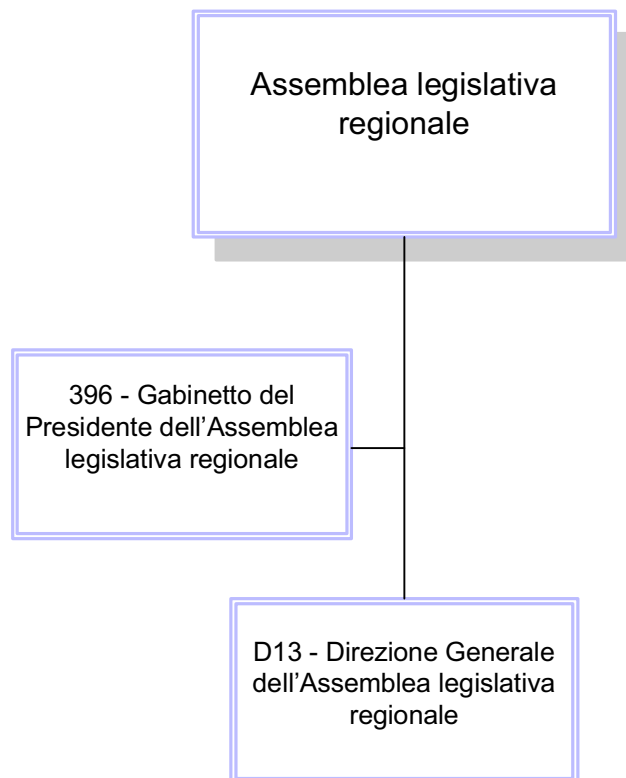 Assemblea legislativa
regionale
396 - Gabinetto del
Presidente dell’Assemblea
legislativa regionale
D13 - Direzione Generale
dell’Assemblea legislativa
regionale